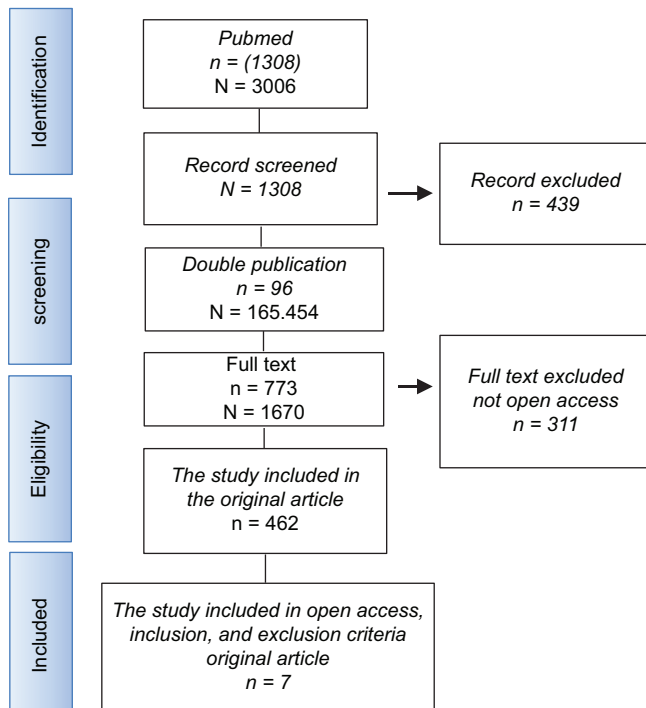 Identification
Pubmed
n = (1308)
N = 3006
Record screened
N = 1308
Record excluded
n = 439
screening
Double publication
n = 96
N = 165.454
Full text
n = 773
N = 1670
Full text excluded
not open access
n = 311
Eligibility
The study included in
the original article
n = 462
Included
The study included in open access,
inclusion, and exclusion criteria
original article
n = 7